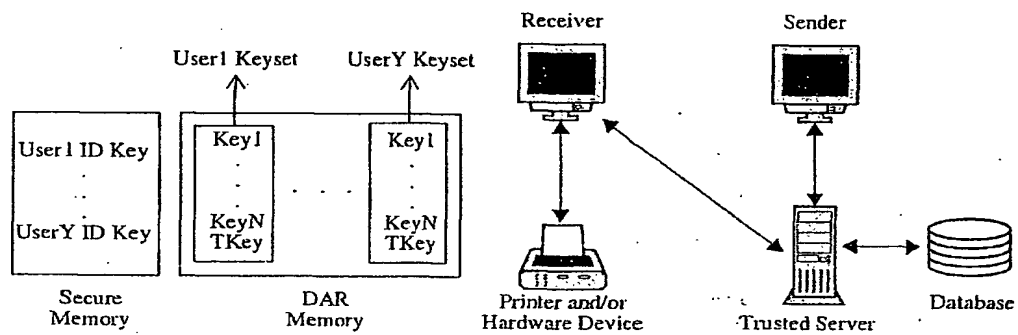 Receiver
Sender
User1 Keyset
UserY Keyset
User1 ID Key
UserY ID Key
Key1
KeyN
TKey
Key1
KeyN
TKey
Secure
Memory
DAR
Memory
Printer and/or
Hardware Device
Trusted Server
Database